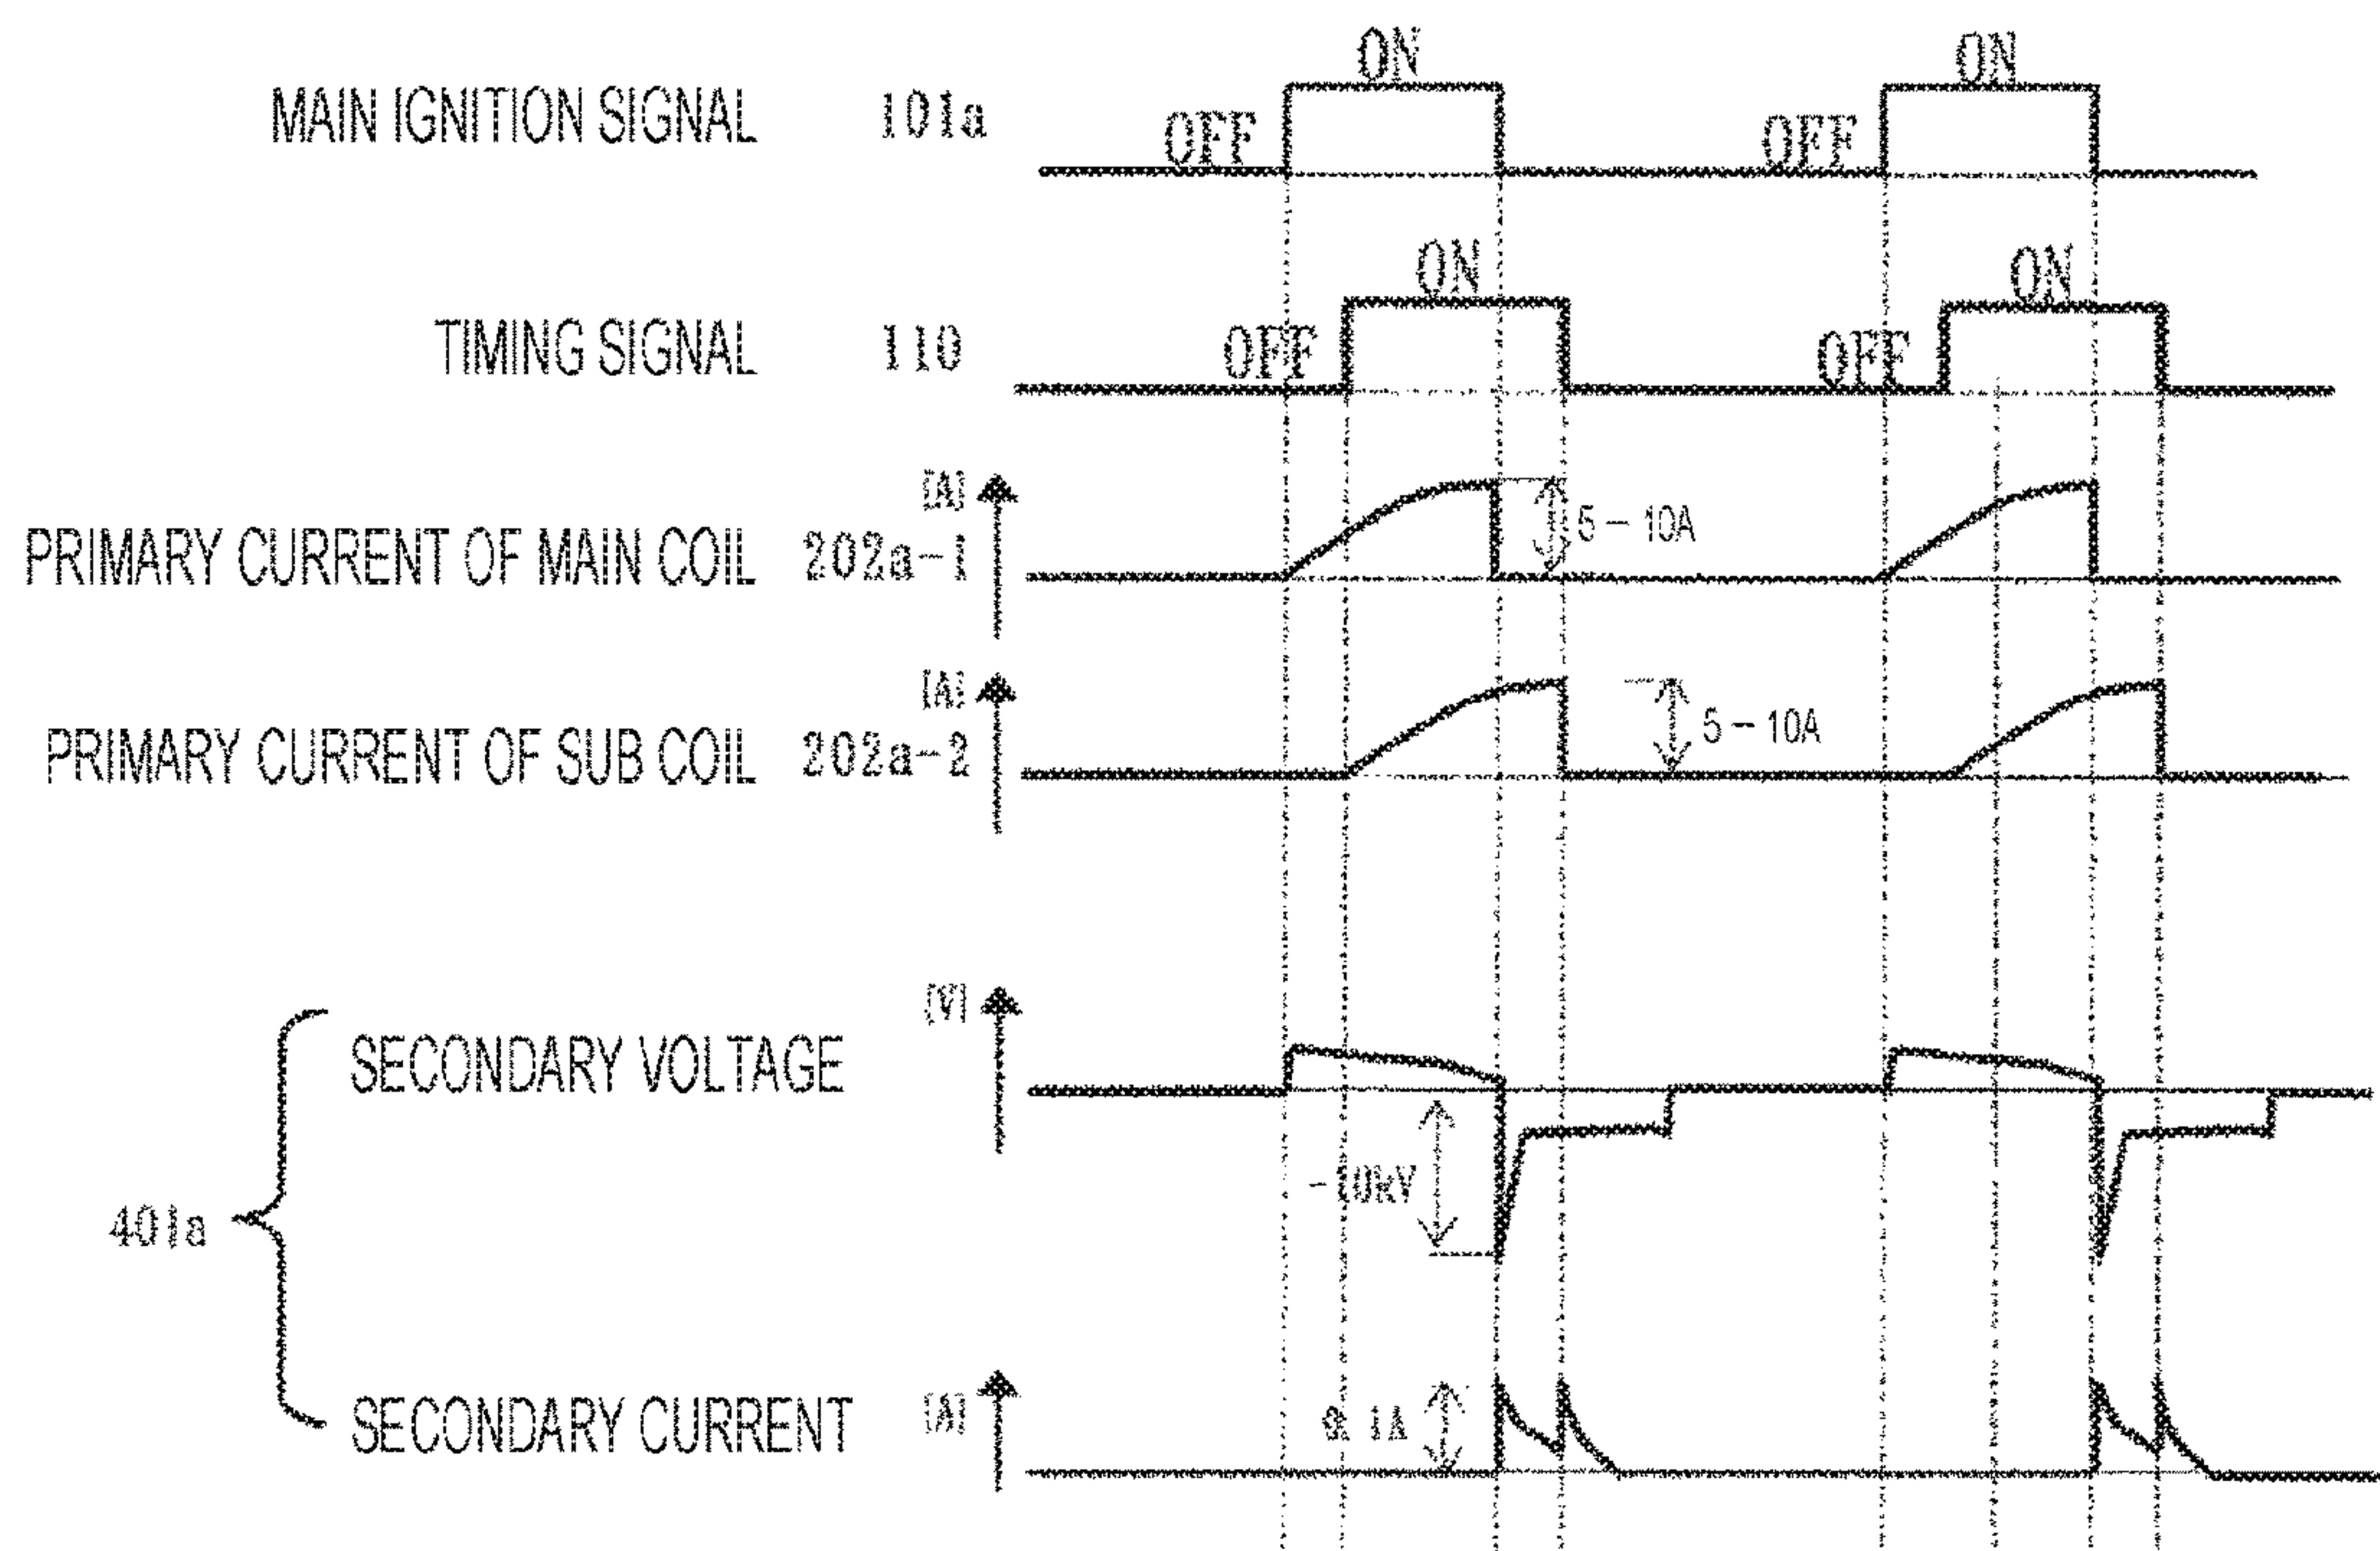 ON ON
MAIN IGNITION SIGNAL 101a OFF OFF
ON ON
TIMING SIGNAL 110 OFF OFF
[A]
5-10A
PRIMARY CURRENT OF MAIN COIL 202a-1
[A]
5-10A
PRIMARY CURRENT OF SUB COIL 202a-2
[V]
SECONDARY VOLTAGE
-10kV
401a
[A]
SECONDARY CURRENT
1A